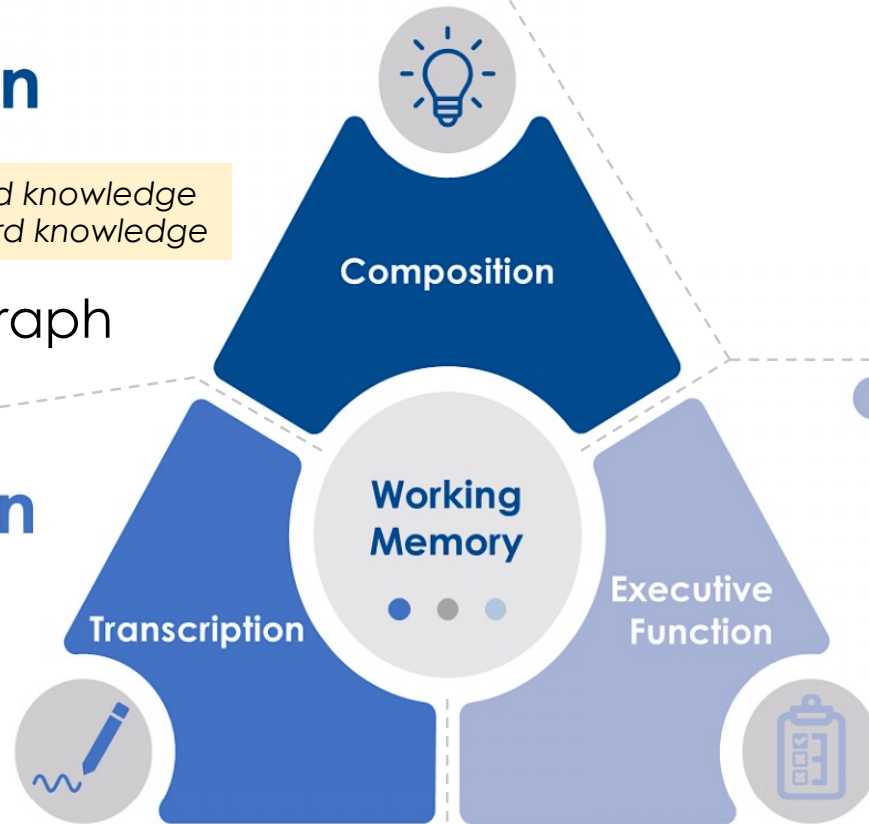 n
d knowledge
rd knowledge
Composition
raph
Working
Memory
n
Executive
Function
Transcription